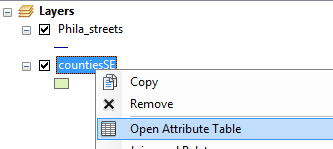 Layers
Phila_streets
countiesSE
Copy
Remove
Open Attribute Table